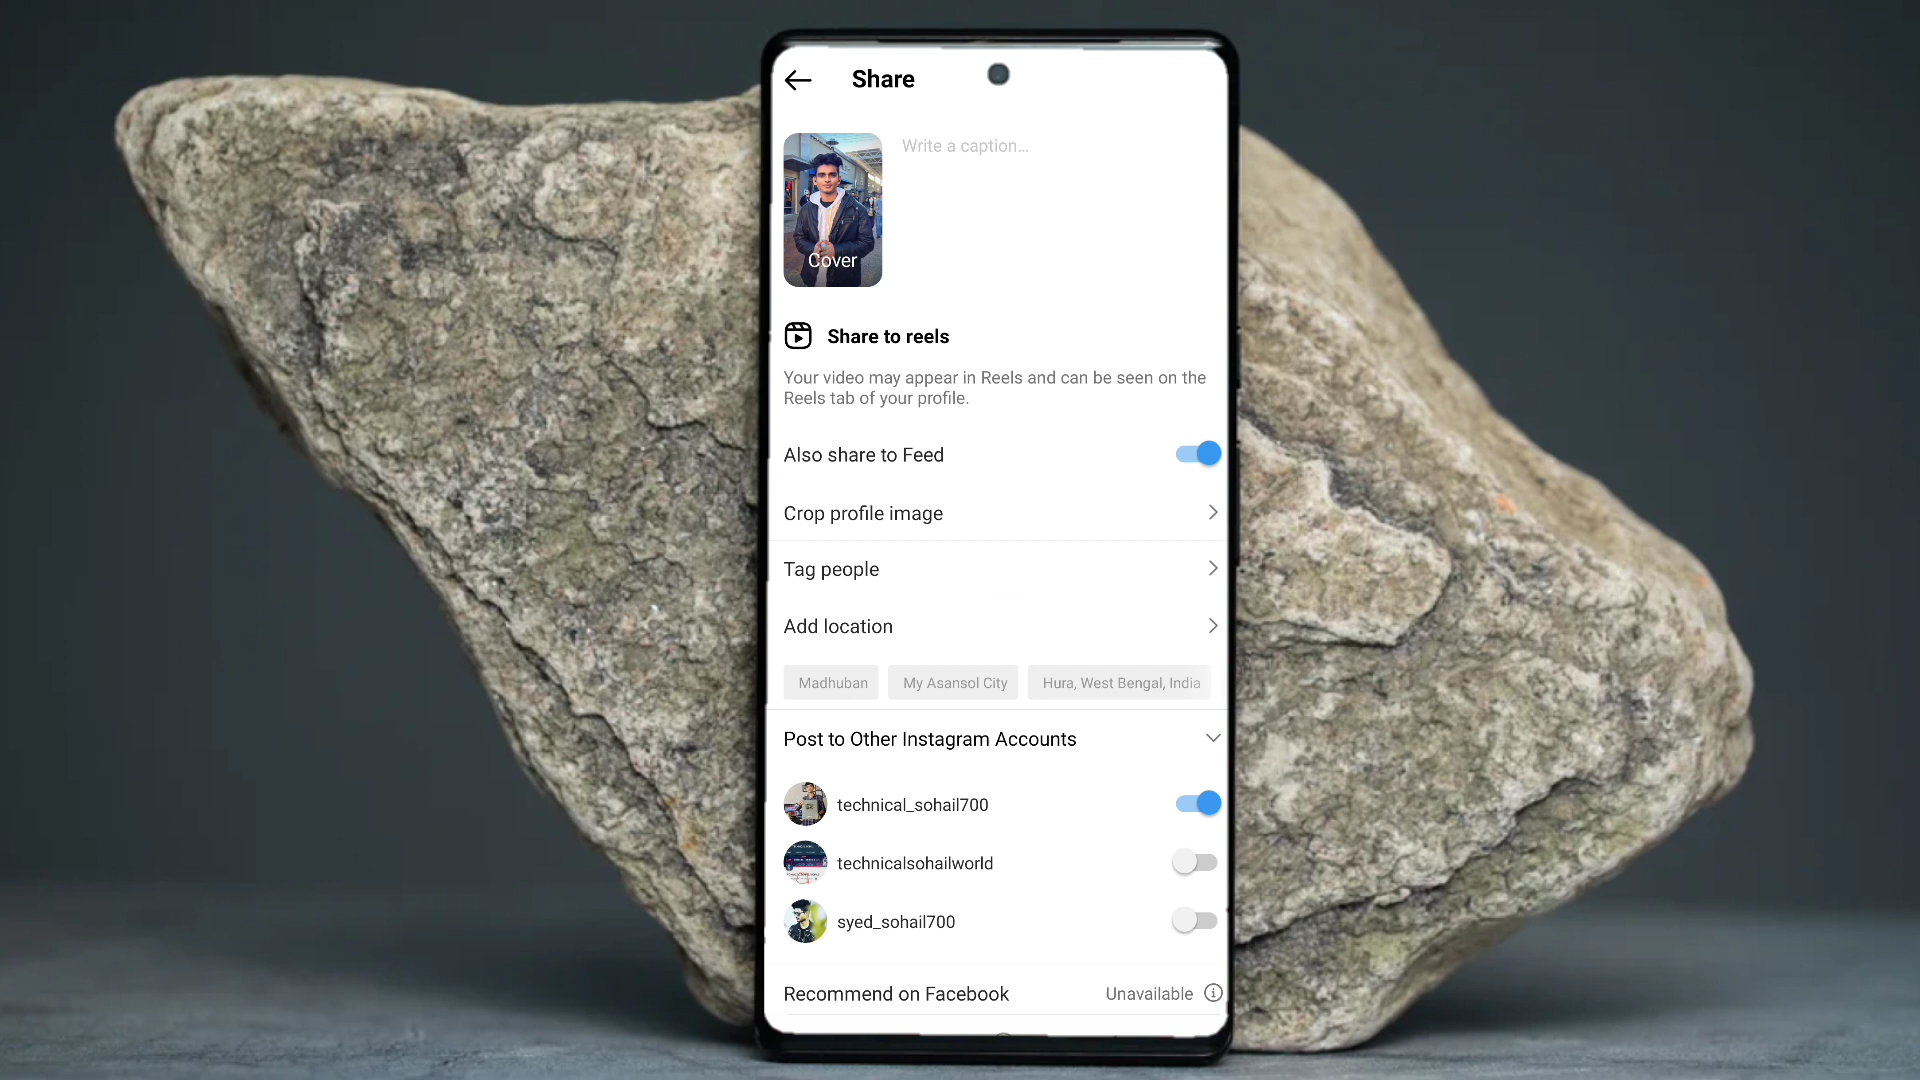 Share
Write a caption...
Cover
Share to reels
Your video may appear in Reels and can be seen on the
Reels tab of your profile.
Also share to Feed
Crop profile image
Tag people
Add location
Madhuban
My Asansol City
Hura, West Bengal, India
Post to Other Instagram Accounts
technical_sohail700
technicalsohailworld
syed_sohail700
Recommend on Facebook
Unavailable